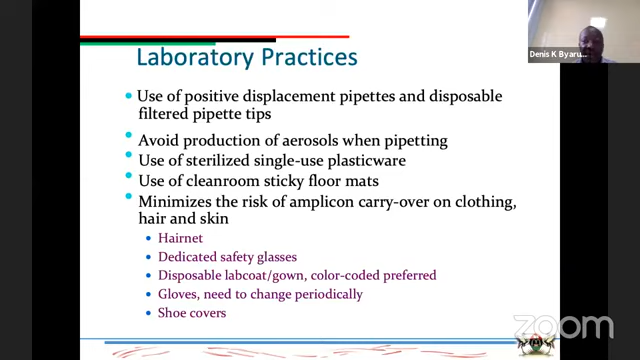 Laboratory Practices
Denis K Byaru...
• Use of positive displacement pipettes and disposable
filtered pipette tips
• Avoid production of aerosols when pipetting
• Use of sterilized single-use plasticware
• Use of cleanroom sticky floor mats
• Minimizes the risk of amplicon carry-over on clothing,
hair and skin
• Hairnet
• Dedicated safety glasses
• Disposable labcoat/gown, color-coded preferred
• Gloves, need to change periodically
• Shoe covers
zoom